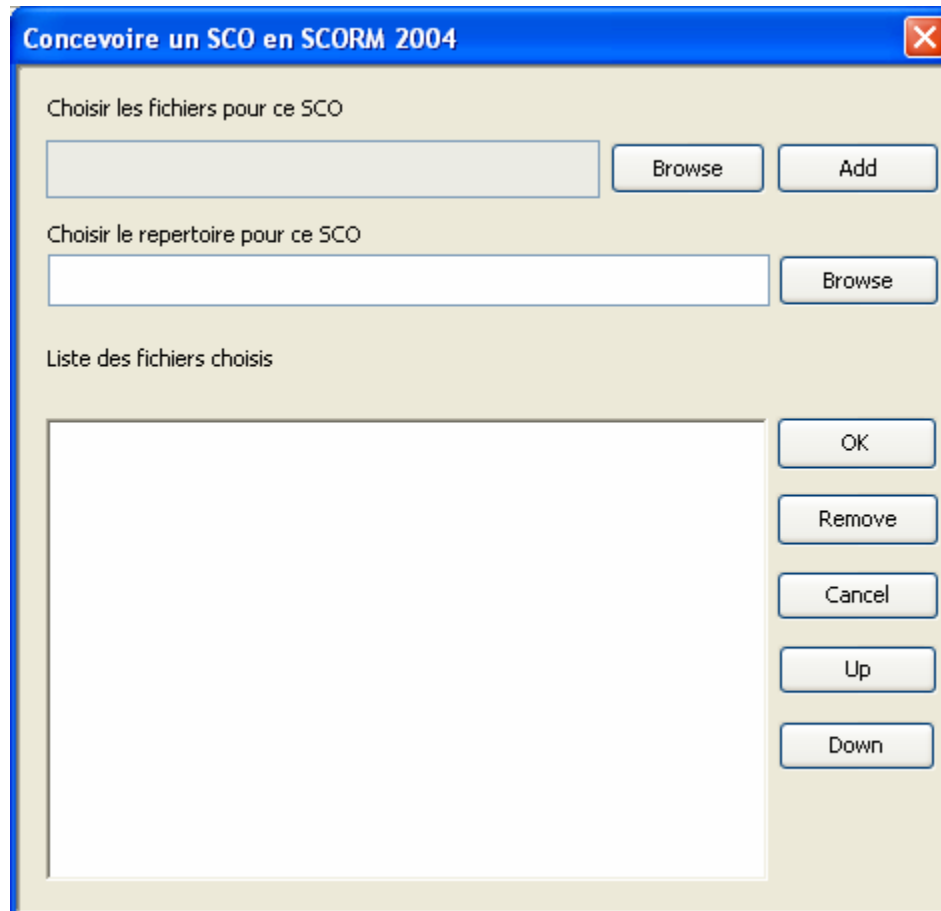 Concevoire un SCO en SCORM 2004
Choisir les fichiers pour ce SCO
Browse
Add
Choisir le repertoire pour ce SCO
Browse
Liste des fichiers choisis
OK
Remove
Cancel
Up
Down